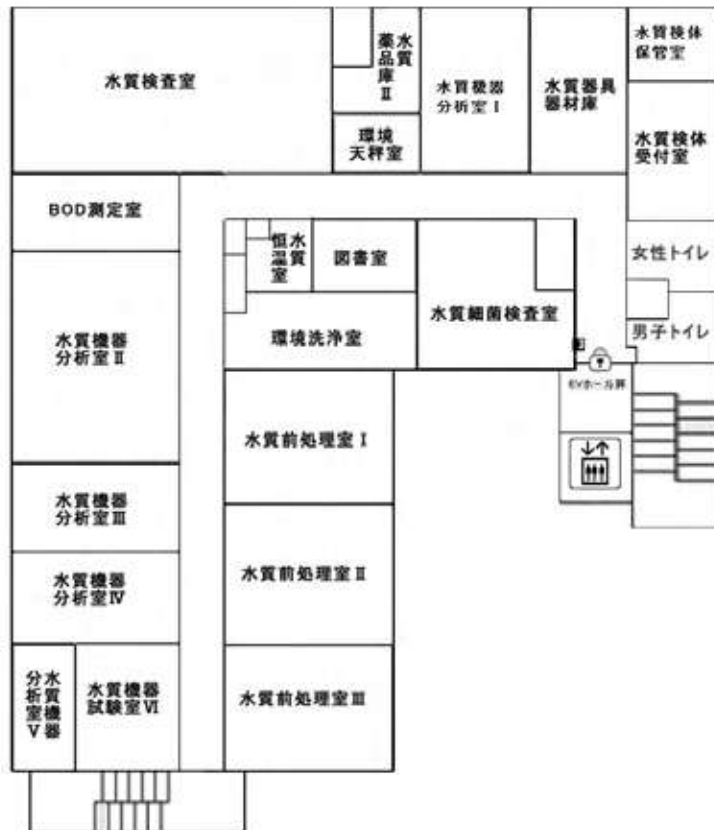 水質検査室
水質
薬品庫Ⅱ
環境
天秤室
水質機器
分析室Ⅰ
水質器具
器材庫
水質検体
保管室
水質検体
受付室
BOD測定室
水質
恒温室
図書室
水質細菌検査室
女性トイレ
男子トイレ
水質機器
分析室Ⅱ
環境洗浄室
EVホール扉
水質前処理室Ⅰ
水質機器
分析室Ⅲ
水質前処理室Ⅱ
水質機器
分析室Ⅳ
水質機器
分析室Ⅴ
水質機器
試験室Ⅵ
水質前処理室Ⅲ